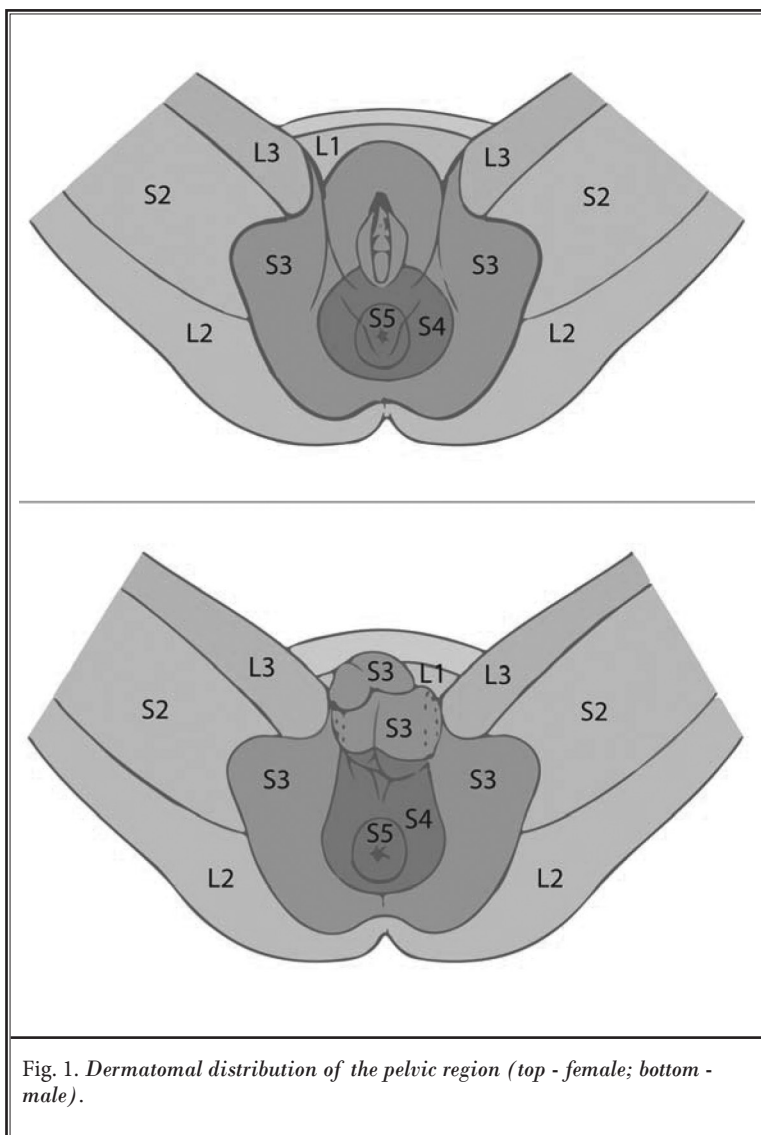 L3 L1 L3
S2 S2
S3 S3
S5 S4
L2 L2
L3 S3 L1 L3
S2 S3 S2
S3 S3
S5 S4
L2 L2
Fig. 1. Dermatomal distribution of the pelvic region (top - female; bottom -
male).